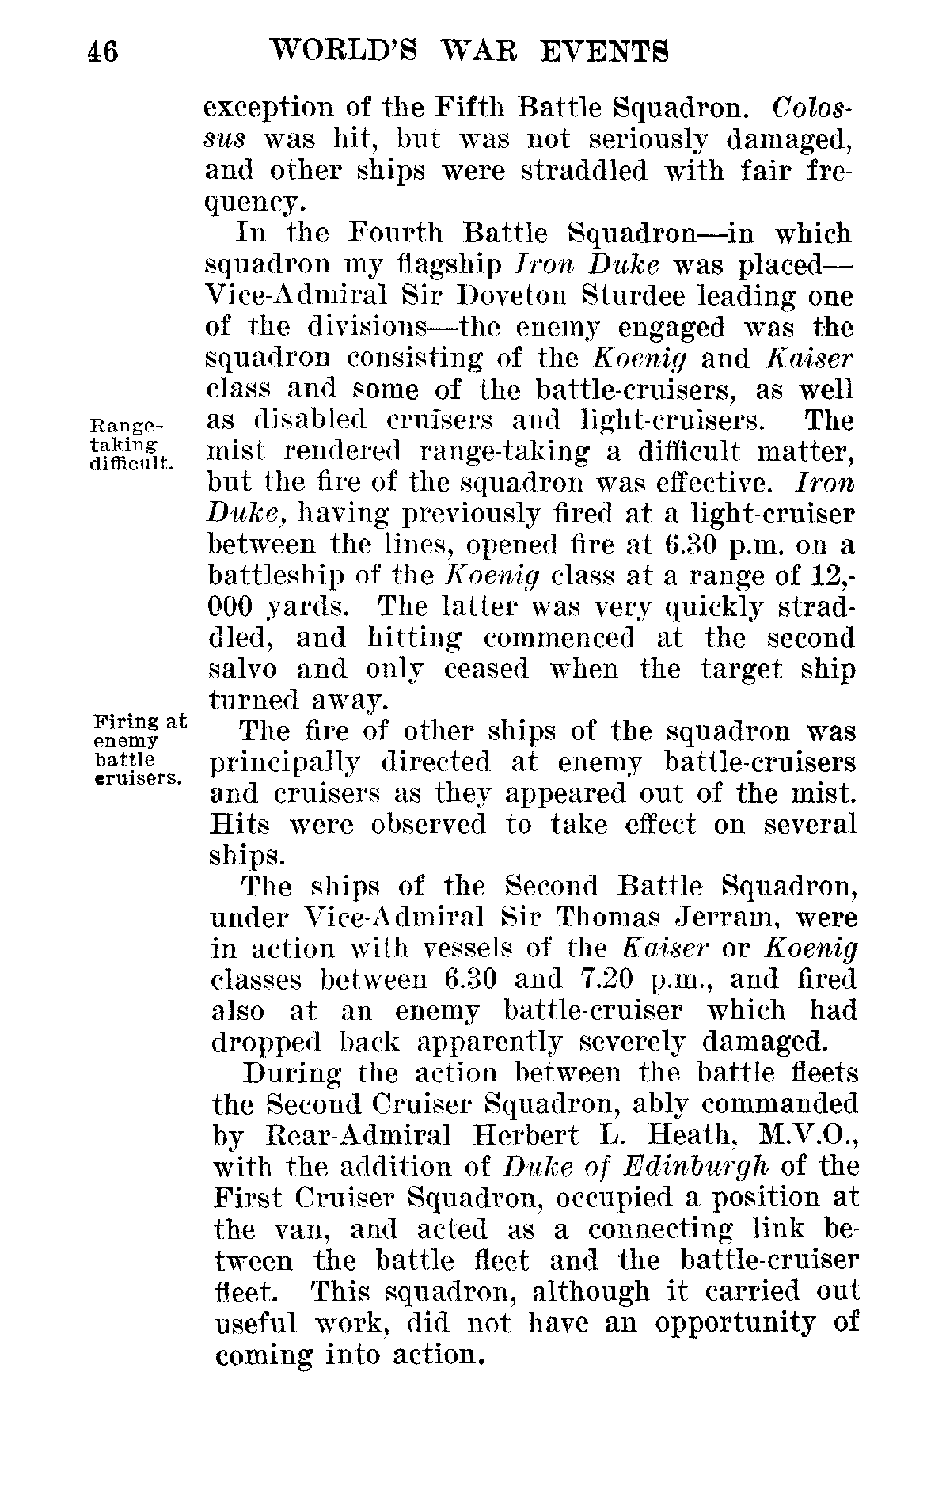 46 WORLD'S WAR EVENTS
exception of the Fifth Battle Squadron. Colos-
sus was hit, but was not seriously damaged,
and other ships were straddled with fair fre-
quency.
In the Fourth Battle Squadron—in which
squadron my flagship Iron Duke was placed—
Vice-Admiral Sir Doveton Sturdee leading one
of the divisions—the enemy engaged was the
squadron consisting of the Koenig and Kaiser
class and some of the battle-cruisers, as well
Range-
taking
difficult.
as disabled cruisers and light-cruisers. The
mist rendered range-taking a difficult matter,
but the fire of the squadron was effective. Iron
Duke, having previously fired at a light-cruiser
between the lines, opened fire at 6.30 p.m. on a
battleship of the Koenig class at a range of 12,-
000 yards. The latter was very quickly strad-
dled, and hitting commenced at the second
salvo and only ceased when the target ship
turned away.
Firing at
enemy
battle
cruisers.
The fire of other ships of the squadron was
principally directed at enemy battle-cruisers
and cruisers as they appeared out of the mist.
Hits were observed to take effect on several
ships.
The ships of the Second Battle Squadron,
under Vice-Admiral Sir Thomas Jerram, were
in action with vessels of the Kaiser or Koenig
classes between 6.30 and 7.20 p.m., and fired
also at an enemy battle-cruiser which had
dropped back apparently severely damaged.
During the action between the battle fleets
the Second Cruiser Squadron, ably commanded
by Rear-Admiral Herbert L. Heath, M.V.O.,
with the addition of Duke of Edinburgh of the
First Cruiser Squadron, occupied a position at
the van, and acted as a connecting link be-
tween the battle fleet and the battle-cruiser
fleet. This squadron, although it carried out
useful work, did not have an opportunity of
coming into action.